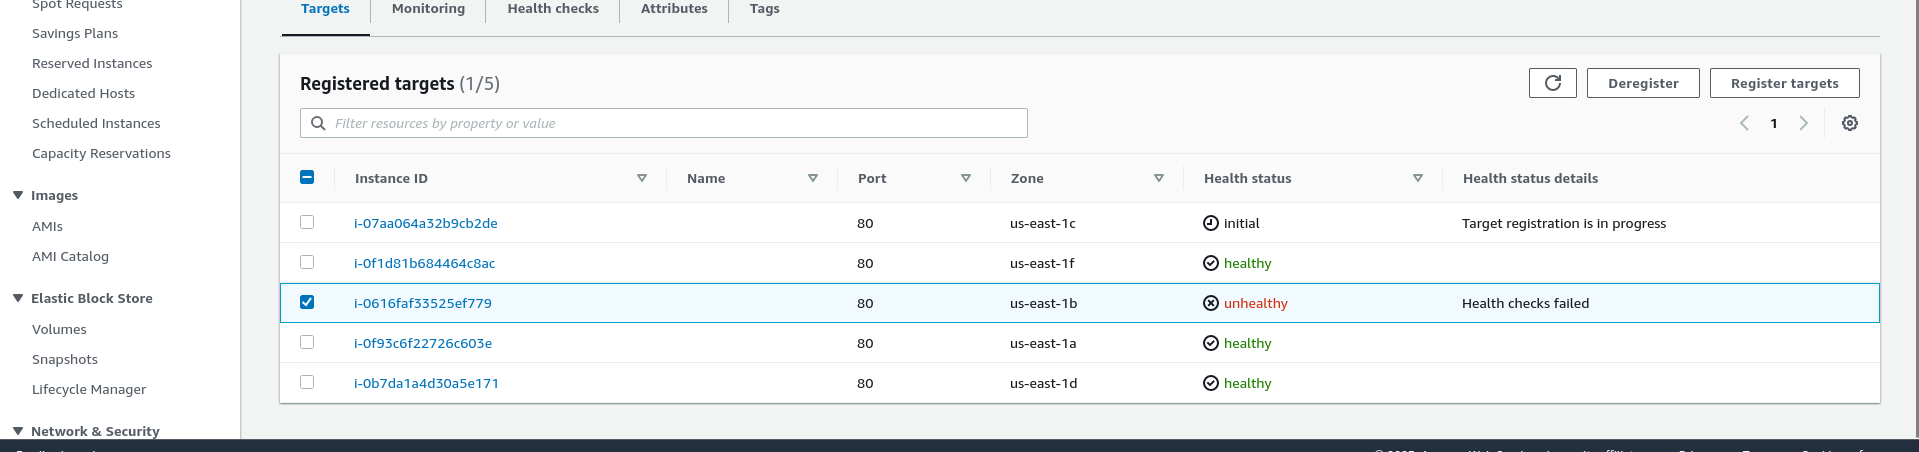 Spot Requests
Savings Plans
Reserved Instances
Dedicated Hosts
Scheduled Instances
Capacity Reservations
Images
AMIs
AMI Catalog
Elastic Block Store
Volumes
Snapshots
Lifecycle Manager
Network & Security
Targets Monitoring Health checks Attributes Tags
Registered targets (1/5)
Deregister Register targets
Filter resources by property or value
1
Instance ID Name Port Zone Health status Health status details
i-07aa064a32b9cb2de 80 us-east-1c initial Target registration is in progress
i-0f1d81b684464c8ac 80 us-east-1f healthy
i-0616faf33525ef779 80 us-east-1b unhealthy Health checks failed
i-0f93c6f22726c603e 80 us-east-1a healthy
i-0b7da1a4d30a5e171 80 us-east-1d healthy